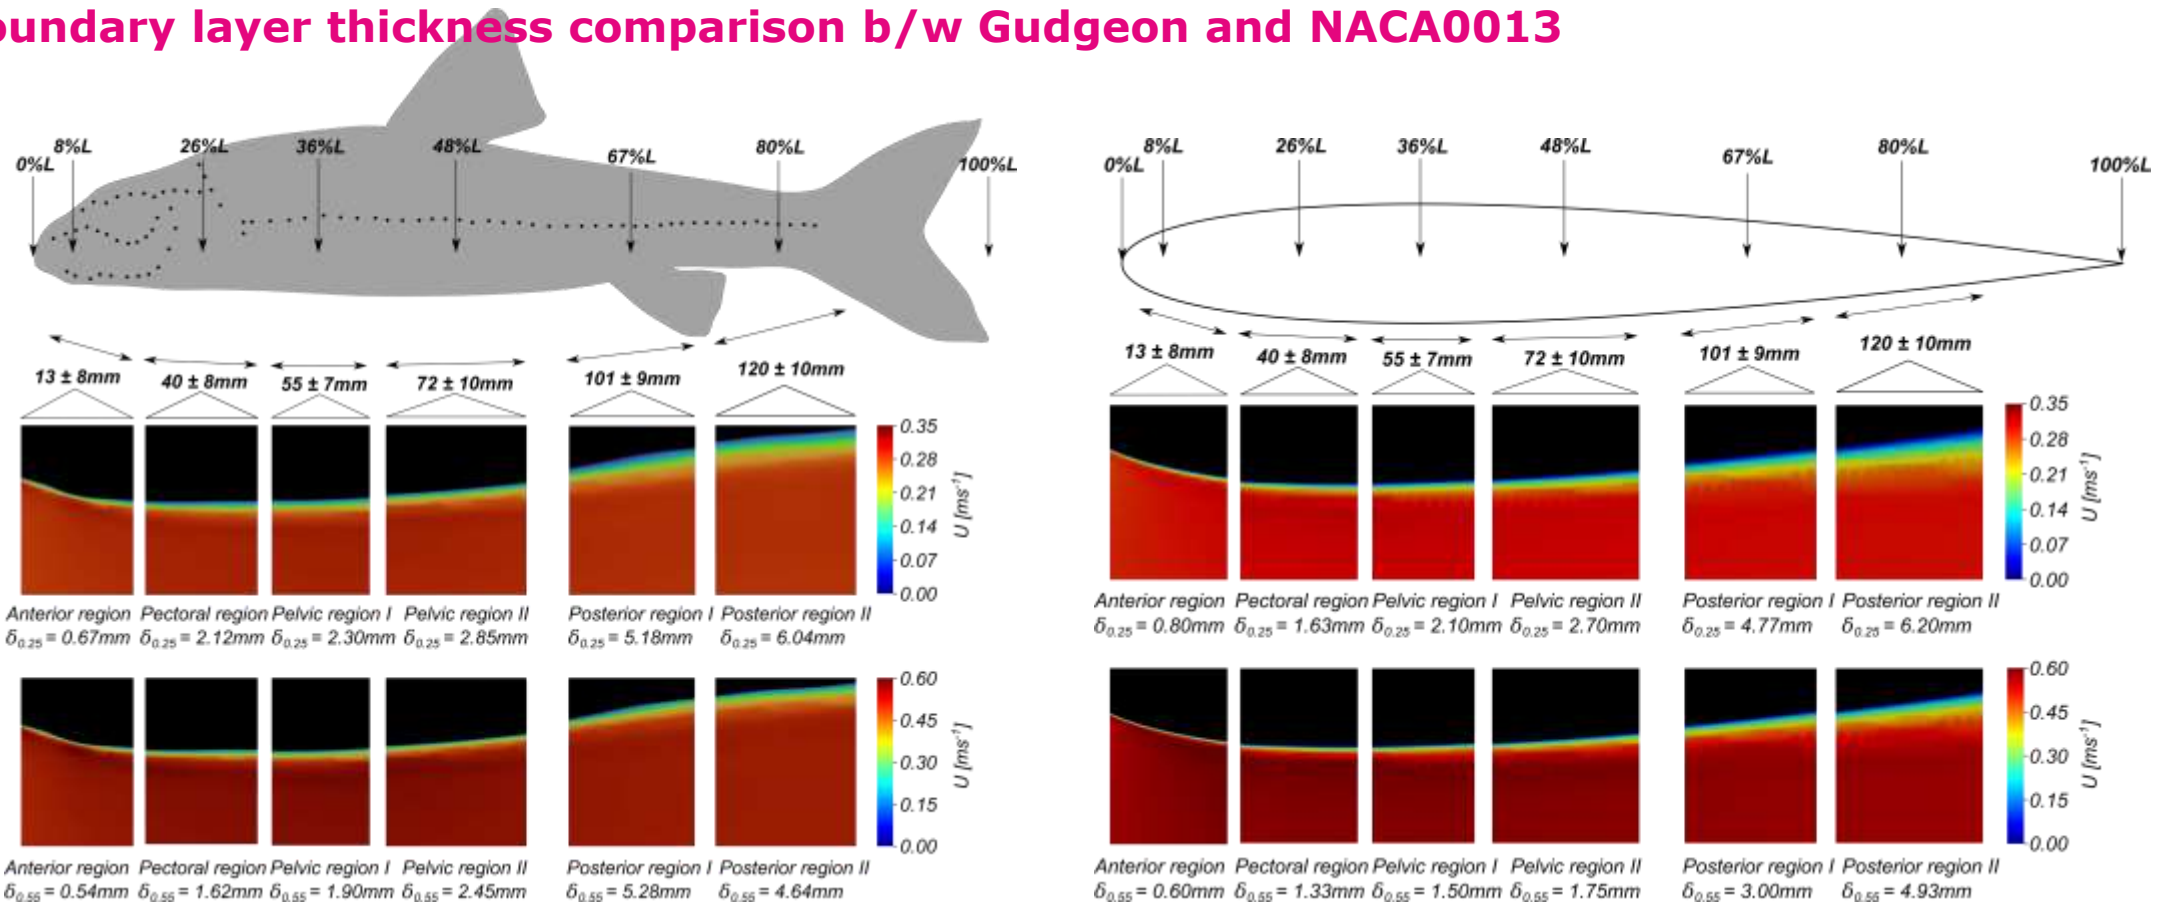 oundary layer thickness comparison b/w Gudgeon and NACA0013
0%L
8%L
26%L
36%L
48%L
67%L
80%L
100%L
13 ± 8mm
40 ± 8mm
55 ± 7mm
72 ± 10mm
101 ± 9mm
120 ± 10mm
0.35
0.28
0.21
0.14
0.07
0.00
U [ms⁻¹]
Anterior region Pectoral region Pelvic region I Pelvic region II Posterior region I Posterior region II
δ₀.₂₅ = 0.67mm δ₀.₂₅ = 2.12mm δ₀.₂₅ = 2.30mm δ₀.₂₅ = 2.85mm δ₀.₂₅ = 5.18mm δ₀.₂₅ = 6.04mm
0.60
0.45
0.30
0.15
0.00
U [ms⁻¹]
Anterior region Pectoral region Pelvic region I Pelvic region II Posterior region I Posterior region II
δ₀.₅₅ = 0.54mm δ₀.₅₅ = 1.62mm δ₀.₅₅ = 1.90mm δ₀.₅₅ = 2.45mm δ₀.₅₅ = 5.28mm δ₀.₅₅ = 4.64mm
0%L
8%L
26%L
36%L
48%L
67%L
80%L
100%L
13 ± 8mm
40 ± 8mm
55 ± 7mm
72 ± 10mm
101 ± 9mm
120 ± 10mm
0.35
0.28
0.21
0.14
0.07
0.00
U [ms⁻¹]
Anterior region Pectoral region Pelvic region I Pelvic region II Posterior region I Posterior region II
δ₀.₂₅ = 0.80mm δ₀.₂₅ = 1.63mm δ₀.₂₅ = 2.10mm δ₀.₂₅ = 2.70mm δ₀.₂₅ = 4.77mm δ₀.₂₅ = 6.20mm
0.60
0.45
0.30
0.15
0.00
U [ms⁻¹]
Anterior region Pectoral region Pelvic region I Pelvic region II Posterior region I Posterior region II
δ₀.₅₅ = 0.60mm δ₀.₅₅ = 1.33mm δ₀.₅₅ = 1.50mm δ₀.₅₅ = 1.75mm δ₀.₅₅ = 3.00mm δ₀.₅₅ = 4.93mm